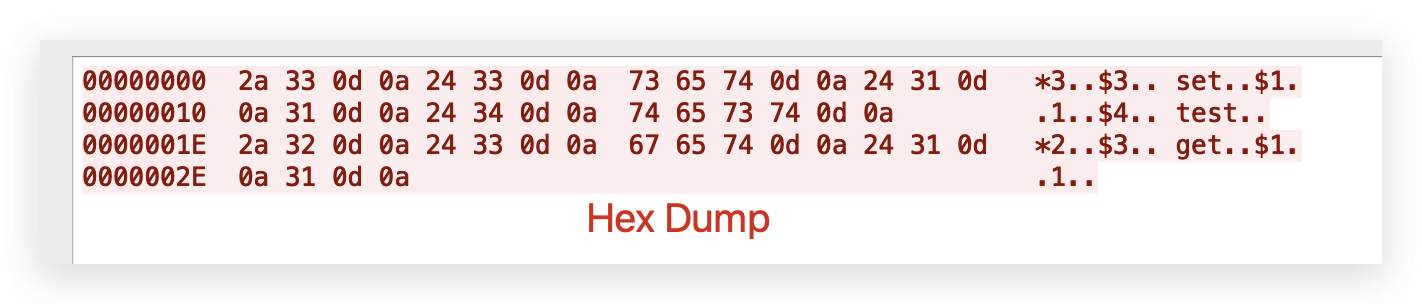 00000000  2a 33 0d 0a 24 33 0d 0a  73 65 74 0d 0a 24 31 0d   *3..$3.. set..$1.
00000010  0a 31 0d 0a 24 34 0d 0a  74 65 73 74 0d 0a         .1..$4.. test..
0000001E  2a 32 0d 0a 24 33 0d 0a  67 65 74 0d 0a 24 31 0d   *2..$3.. get..$1.
0000002E  0a 31 0d 0a                                        .1..
Hex Dump